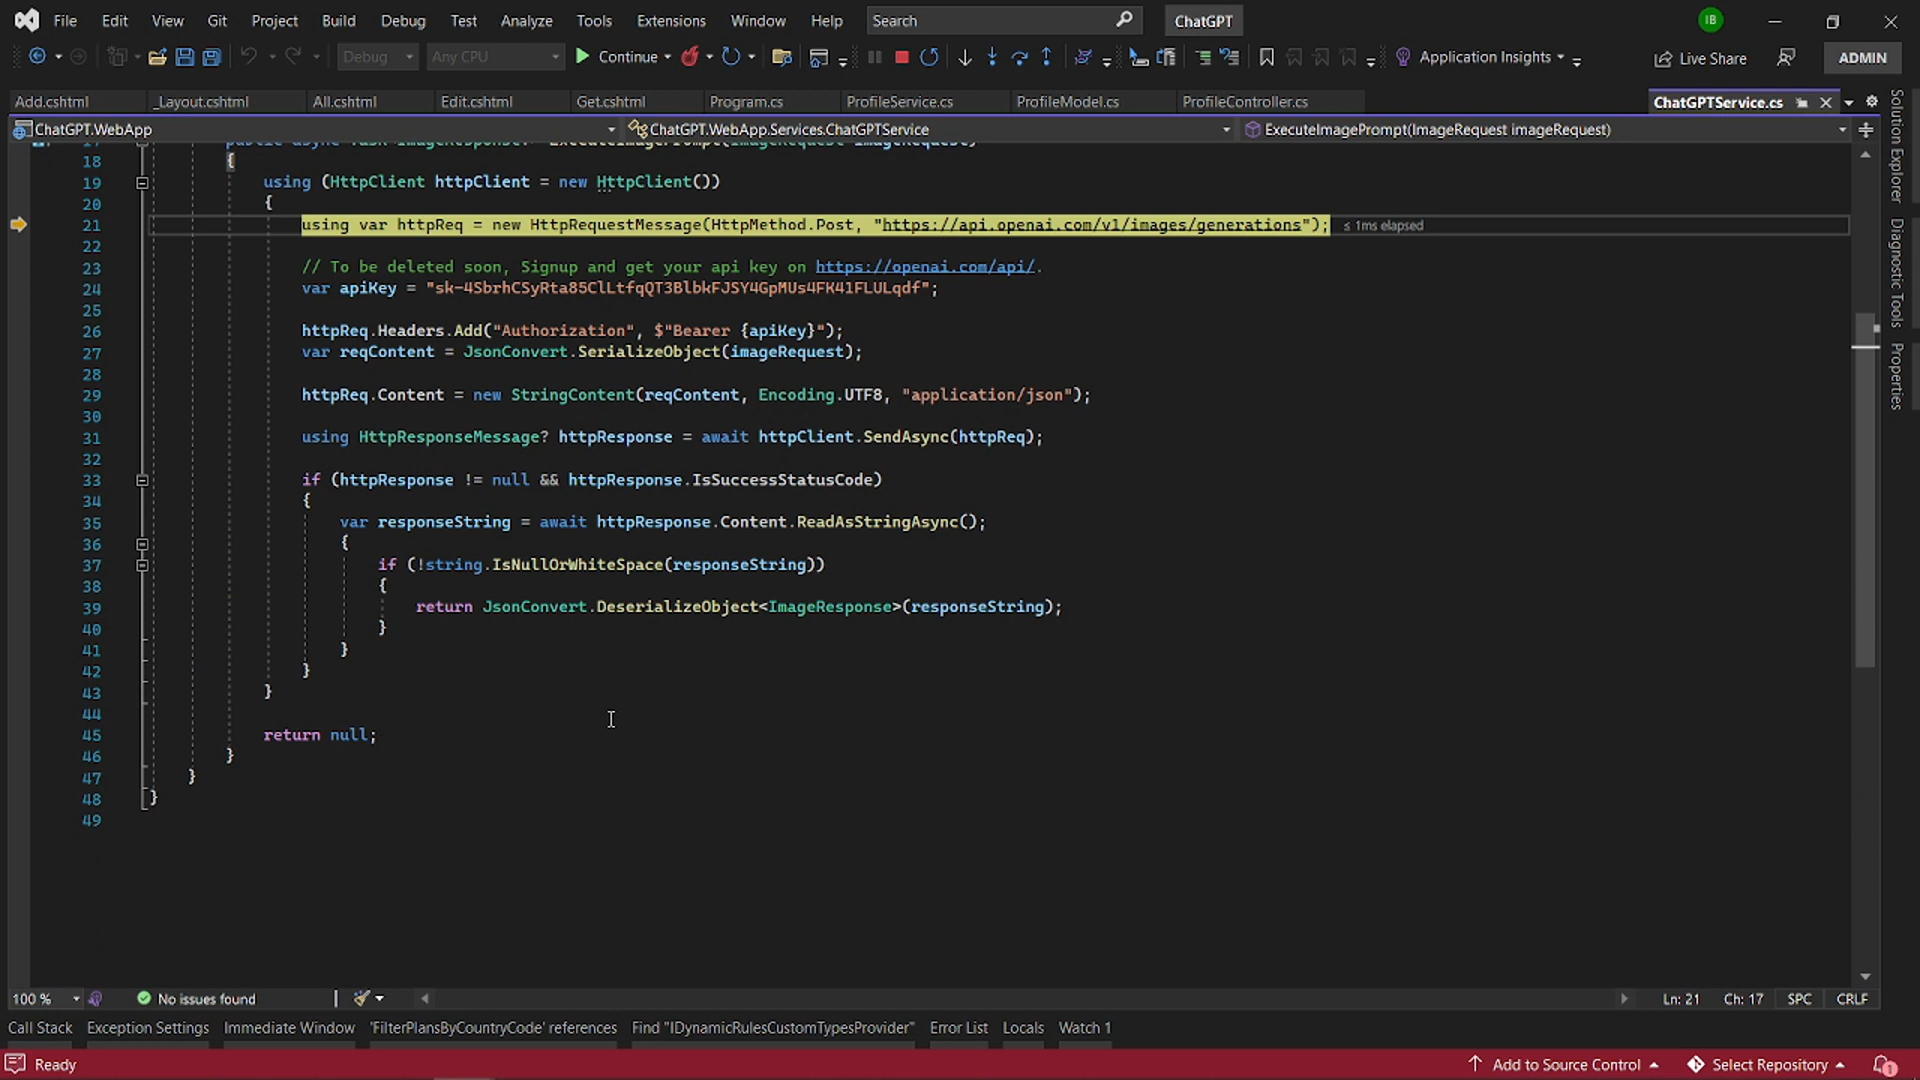 File Edit View Git Project Build Debug Test Analyze Tools Extensions Window Help Search ChatGPT IB
Debug Any CPU Continue Application Insights Live Share ADMIN
Add.cshtml _Layout.cshtml All.cshtml Edit.cshtml Get.cshtml Program.cs ProfileService.cs ProfileModel.cs ProfileController.cs ChatGPTService.cs
ChatGPT.WebApp ChatGPT.WebApp.Services.ChatGPTService ExecuteImagePrompt(ImageRequest imageRequest)
18 {
19 using (HttpClient httpClient = new HttpClient())
20 {
21 using var httpReq = new HttpRequestMessage(HttpMethod.Post, "https://api.openai.com/v1/images/generations"); ≤ 1ms elapsed
22
23 // To be deleted soon, Signup and get your api key on https://openai.com/api/.
24 var apiKey = "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";
25
26 httpReq.Headers.Add("Authorization", $"Bearer {apiKey}");
27 var reqContent = JsonConvert.SerializeObject(imageRequest);
28
29 httpReq.Content = new StringContent(reqContent, Encoding.UTF8, "application/json");
30
31 using HttpResponseMessage? httpResponse = await httpClient.SendAsync(httpReq);
32
33 if (httpResponse != null && httpResponse.IsSuccessStatusCode)
34 {
35 var responseString = await httpResponse.Content.ReadAsStringAsync();
36 {
37 if (!string.IsNullOrWhiteSpace(responseString))
38 {
39 return JsonConvert.DeserializeObject<ImageResponse>(responseString);
40 }
41 }
42 }
43 }
44
45 return null;
46 }
47 }
48 }
49
Solution Explorer
Diagnostic Tools
Properties
100 % No issues found Ln: 21 Ch: 17 SPC CRLF
Call Stack Exception Settings Immediate Window 'FilterPlansByCountryCode' references Find "IDynamicRulesCustomTypesProvider" Error List Locals Watch 1
Ready Add to Source Control Select Repository 1